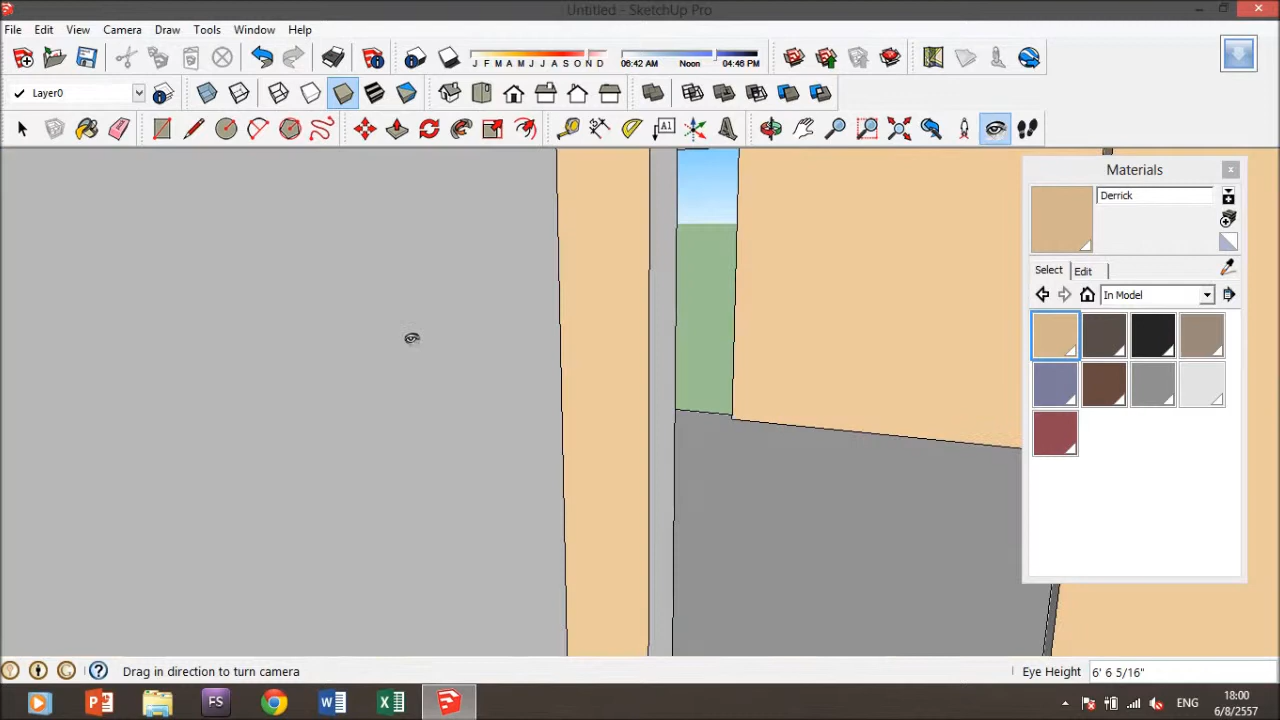 Untitled - SketchUp Pro
File Edit View Camera Draw Tools Window Help
J F M A M J J A S O N D
06:42 AM Noon 04:46 PM
Layer0
A1
Materials
Derrick
Select Edit
In Model
Drag in direction to turn camera
Eye Height 6' 6 5/16"
FS
ENG
18:00
6/8/2557